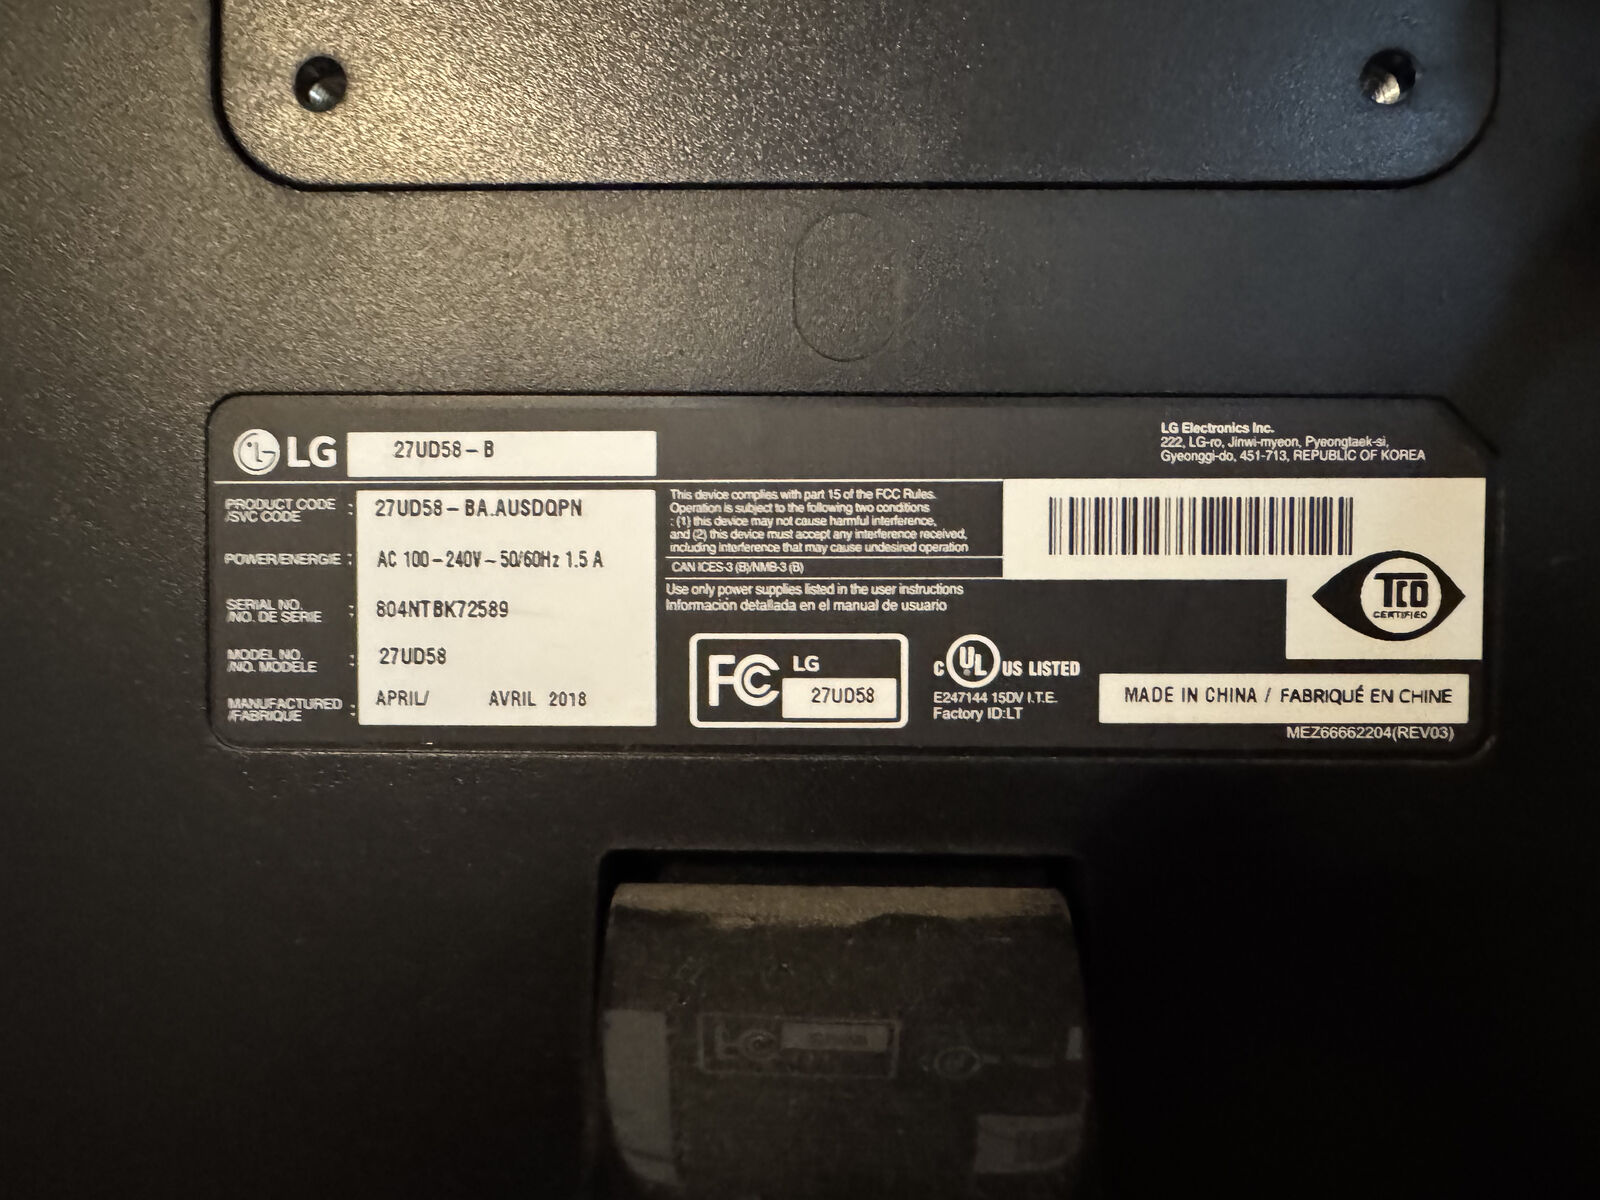 LG 27UD58-B
LG Electronics Inc.
222, LG-ro, Jinwi-myeon, Pyeongtaek-si,
Gyeonggi-do, 451-713, REPUBLIC OF KOREA
PRODUCT CODE
/SVC CODE : 27UD58-BA.AUSDQPN
POWER/ENERGIE : AC 100-240V~50/60Hz 1.5 A
SERIAL NO.
/NO. DE SERIE : 804NTBK72589
MODEL NO.
/NO. MODELE : 27UD58
MANUFACTURED :
/FABRIQUE : APRIL/ AVRIL 2018
This device complies with part 15 of the FCC Rules.
Operation is subject to the following two conditions
: (1) this device may not cause harmful interference,
and (2) this device must accept any interference received,
including interference that may cause undesired operation
CAN ICES-3 (B)/NMB-3 (B)
Use only power supplies listed in the user instructions
Información detallada en el manual de usuario
FC LG
27UD58
C UL US LISTED
E247144 15DV I.T.E.
Factory ID:LT
TCO
CERTIFIED
MADE IN CHINA / FABRIQUÉ EN CHINE
MEZ66662204(REV03)